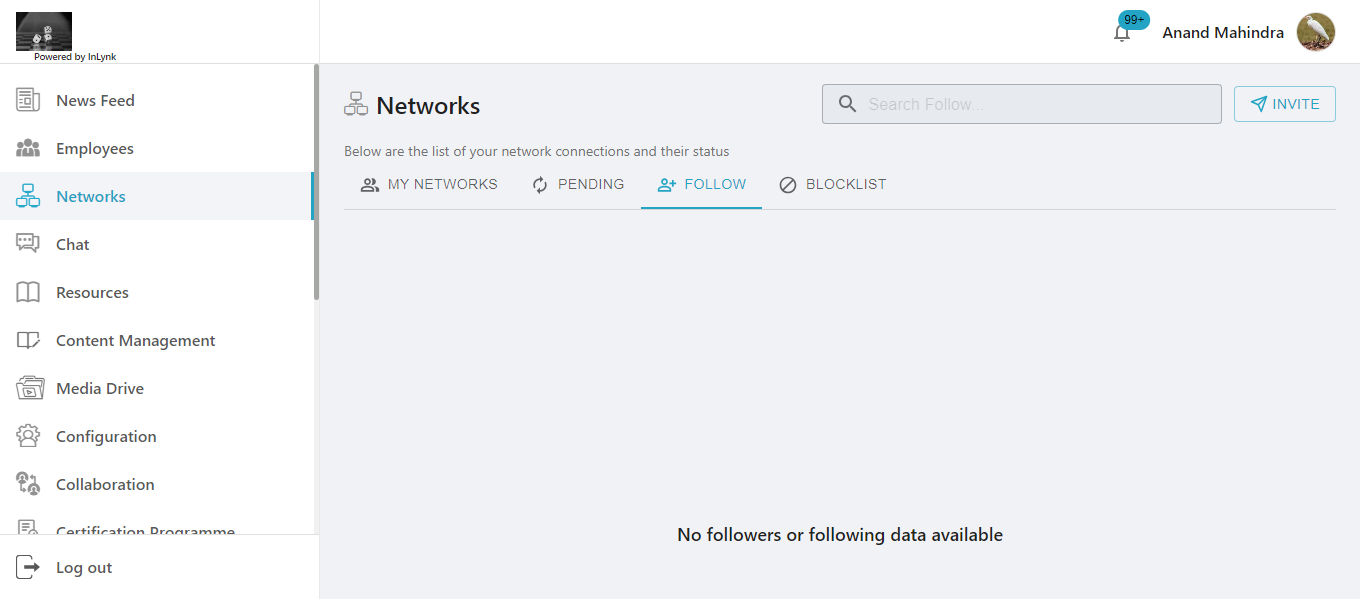 Powered by InLynk
99+
Anand Mahindra
News Feed
Employees
Networks
Chat
Resources
Content Management
Media Drive
Configuration
Collaboration
Certification Programme
Log out
Networks
Search Follow...
INVITE
Below are the list of your network connections and their status
MY NETWORKS
PENDING
FOLLOW
BLOCKLIST
No followers or following data available